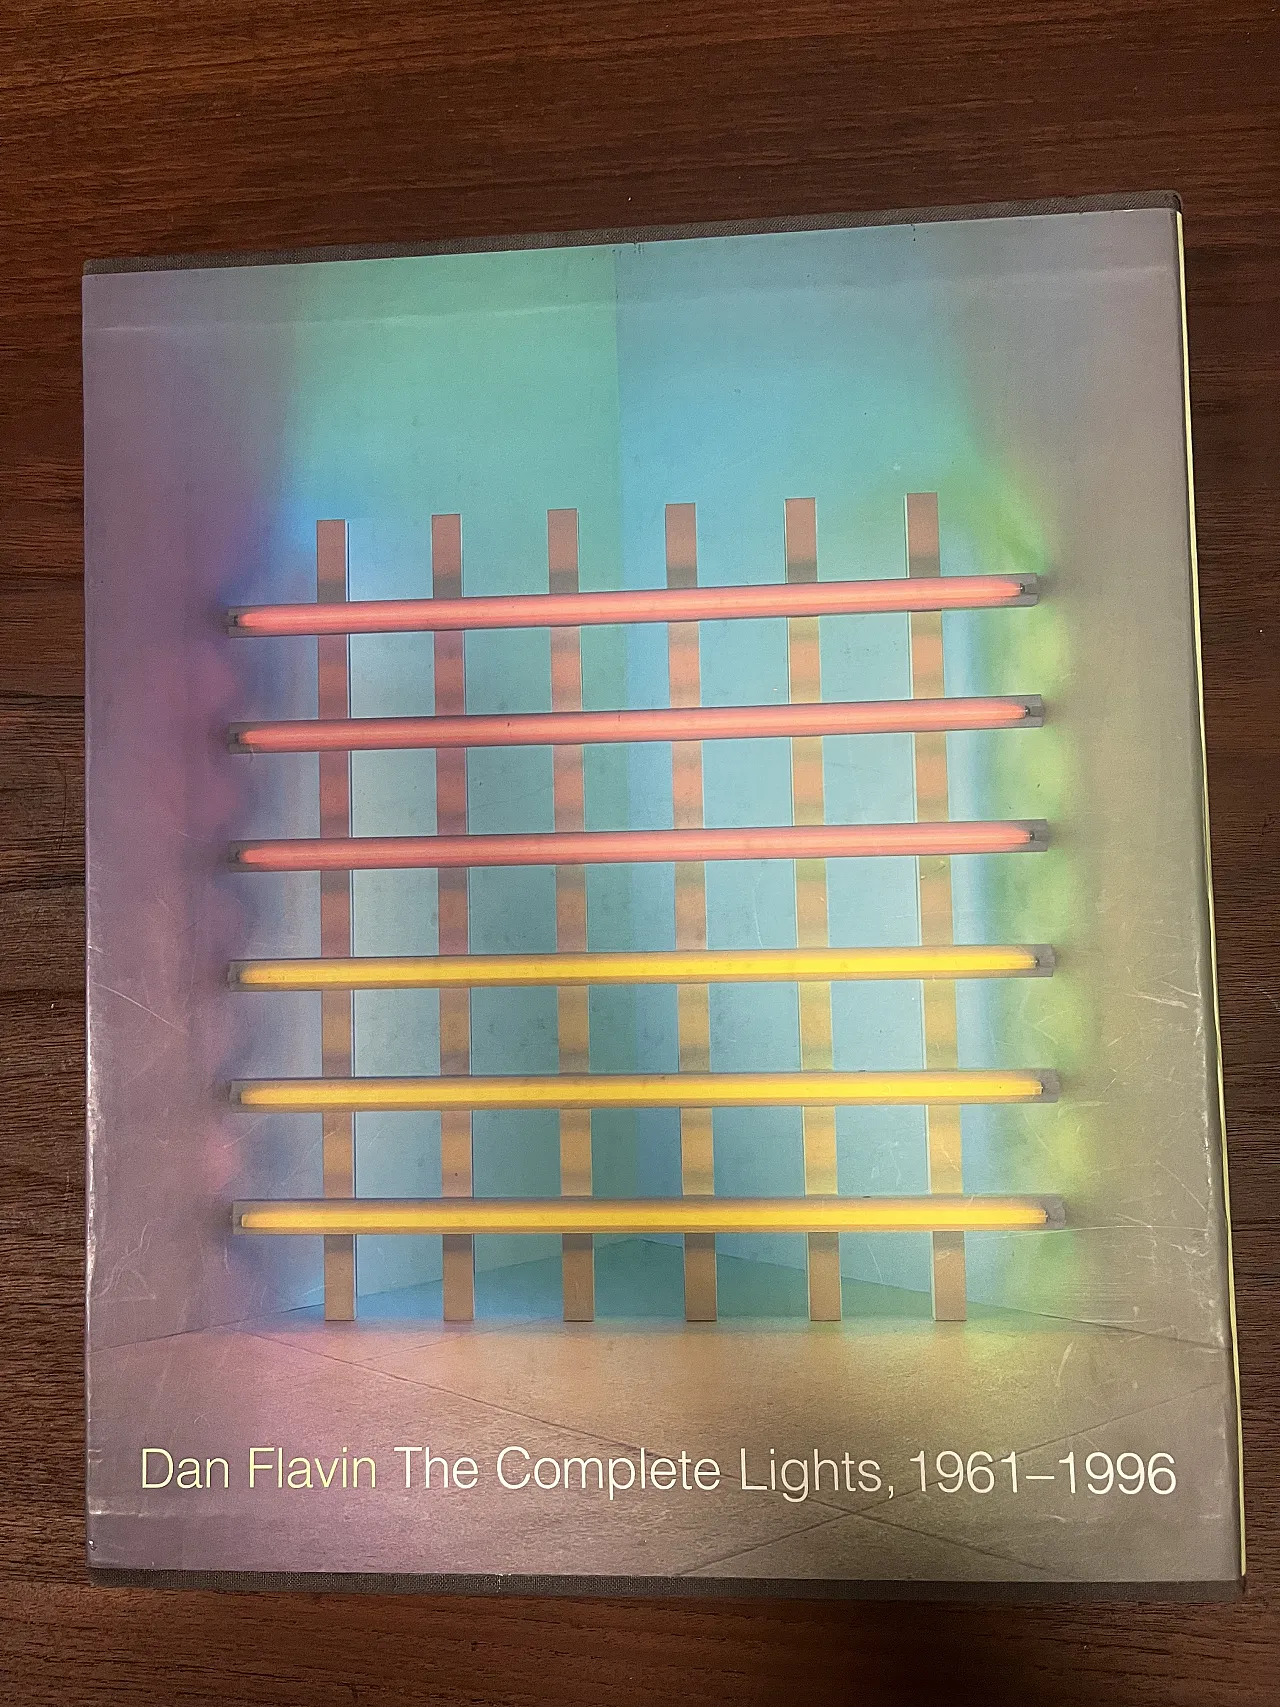 Dan Flavin The Complete Lights, 1961–1996